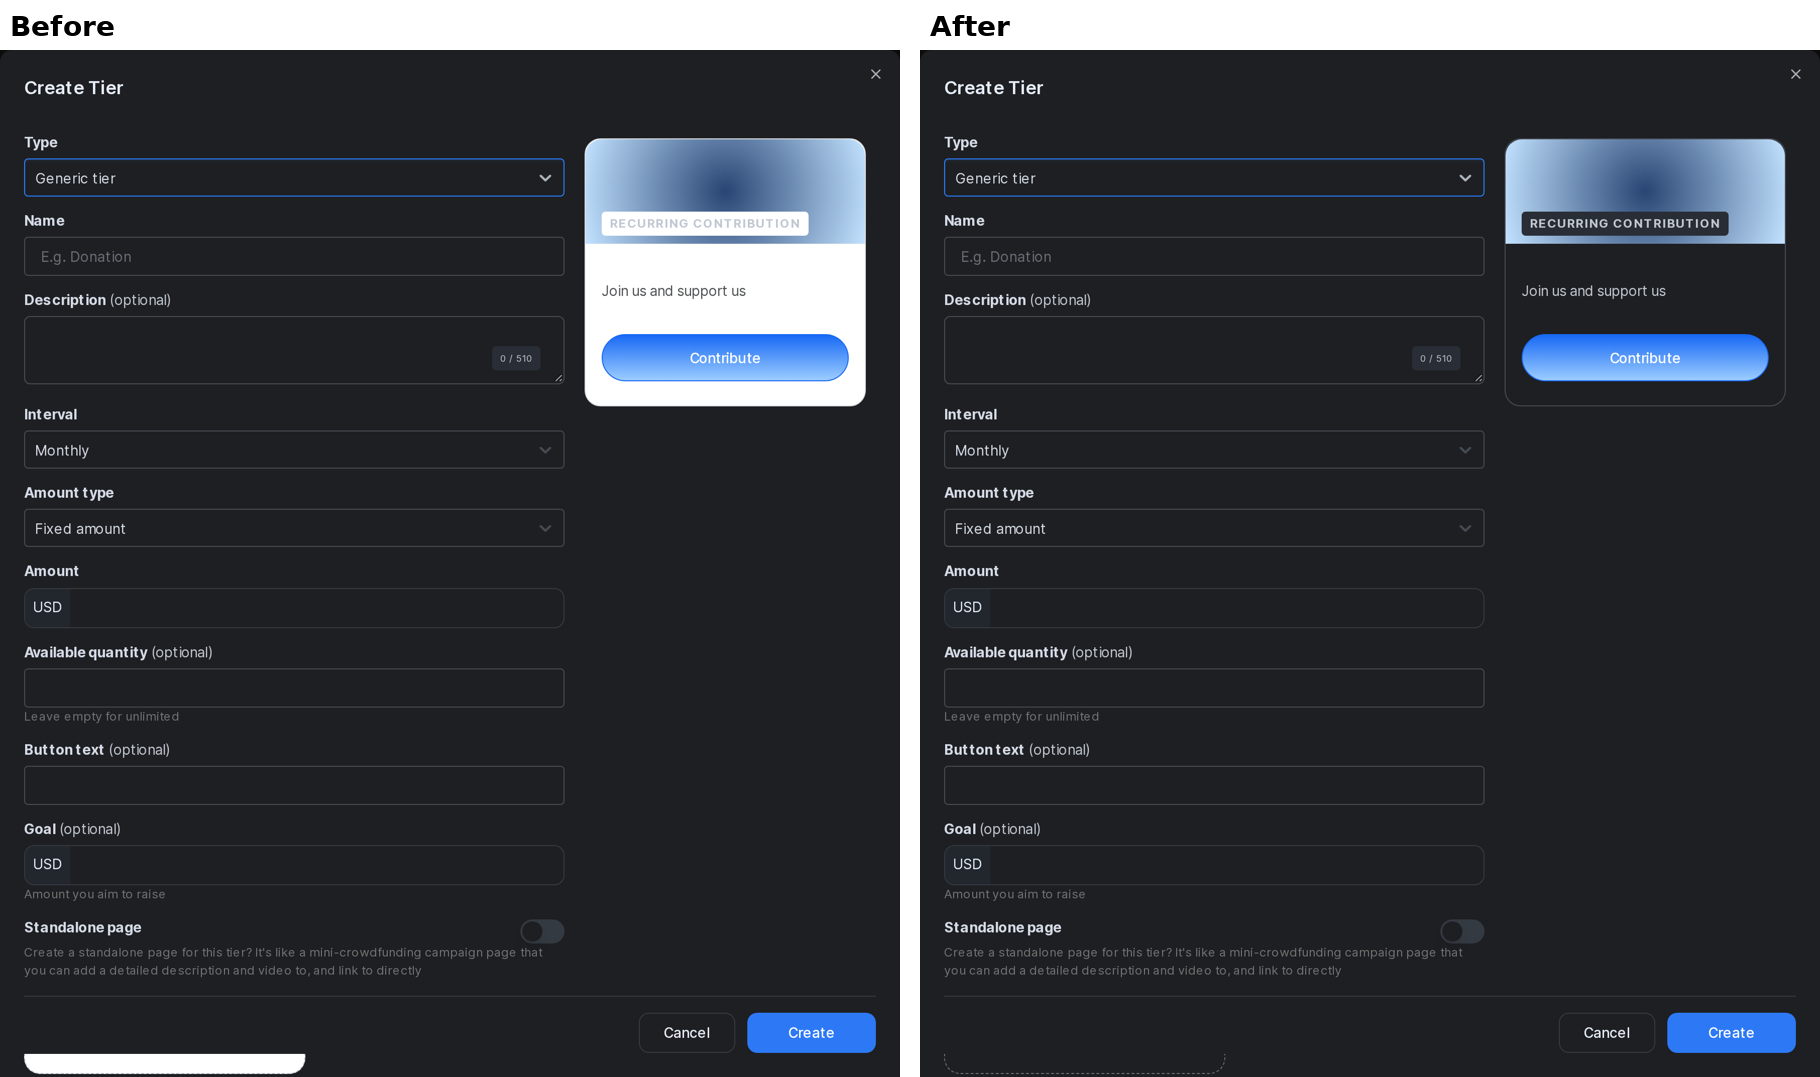 Before
Create Tier
Type
Generic tier
Name
E.g. Donation
Description (optional)
0 / 510
Interval
Monthly
Amount type
Fixed amount
Amount
USD
Available quantity (optional)
Leave empty for unlimited
Button text (optional)
Goal (optional)
USD
Amount you aim to raise
Standalone page
Create a standalone page for this tier? It's like a mini-crowdfunding campaign page that
you can add a detailed description and video to, and link to directly
RECURRING CONTRIBUTION
Join us and support us
Contribute
Cancel
Create
After
Create Tier
Type
Generic tier
Name
E.g. Donation
Description (optional)
0 / 510
Interval
Monthly
Amount type
Fixed amount
Amount
USD
Available quantity (optional)
Leave empty for unlimited
Button text (optional)
Goal (optional)
USD
Amount you aim to raise
Standalone page
Create a standalone page for this tier? It's like a mini-crowdfunding campaign page that
you can add a detailed description and video to, and link to directly
RECURRING CONTRIBUTION
Join us and support us
Contribute
Cancel
Create